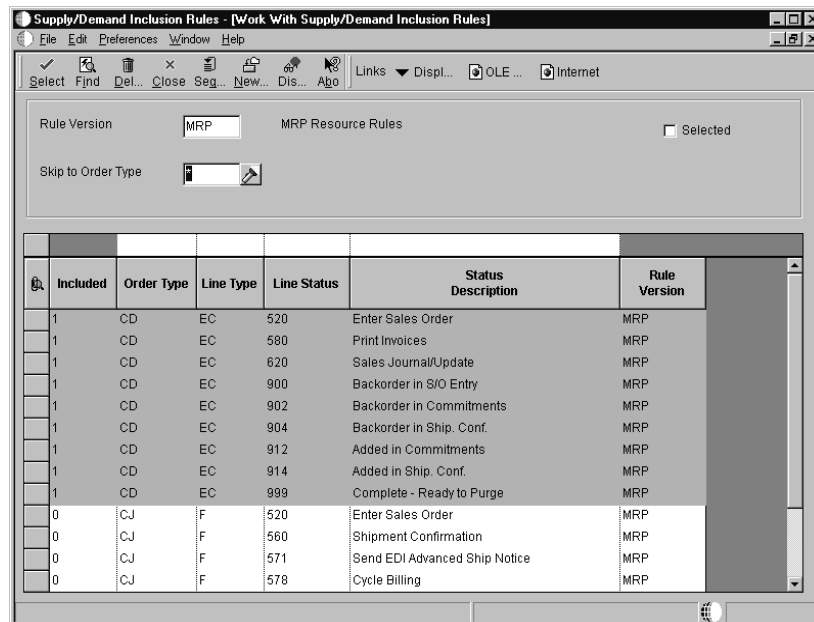 Supply/Demand Inclusion Rules - [Work With Supply/Demand Inclusion Rules]
File Edit Preferences Window Help
Select Find Del... Close Seg... New... Dis... Abo Links Displ... OLE ... Internet
Rule Version MRP MRP Resource Rules Selected
Skip to Order Type *
Included Order Type Line Type Line Status Status Description Rule Version
1 CD EC 520 Enter Sales Order MRP
1 CD EC 580 Print Invoices MRP
1 CD EC 620 Sales Journal/Update MRP
1 CD EC 900 Backorder in S/O Entry MRP
1 CD EC 902 Backorder in Commitments MRP
1 CD EC 904 Backorder in Ship. Conf. MRP
1 CD EC 912 Added in Commitments MRP
1 CD EC 914 Added in Ship. Conf. MRP
1 CD EC 999 Complete - Ready to Purge MRP
0 CJ F 520 Enter Sales Order MRP
0 CJ F 560 Shipment Confirmation MRP
0 CJ F 571 Send EDI Advanced Ship Notice MRP
0 CJ F 578 Cycle Billing MRP